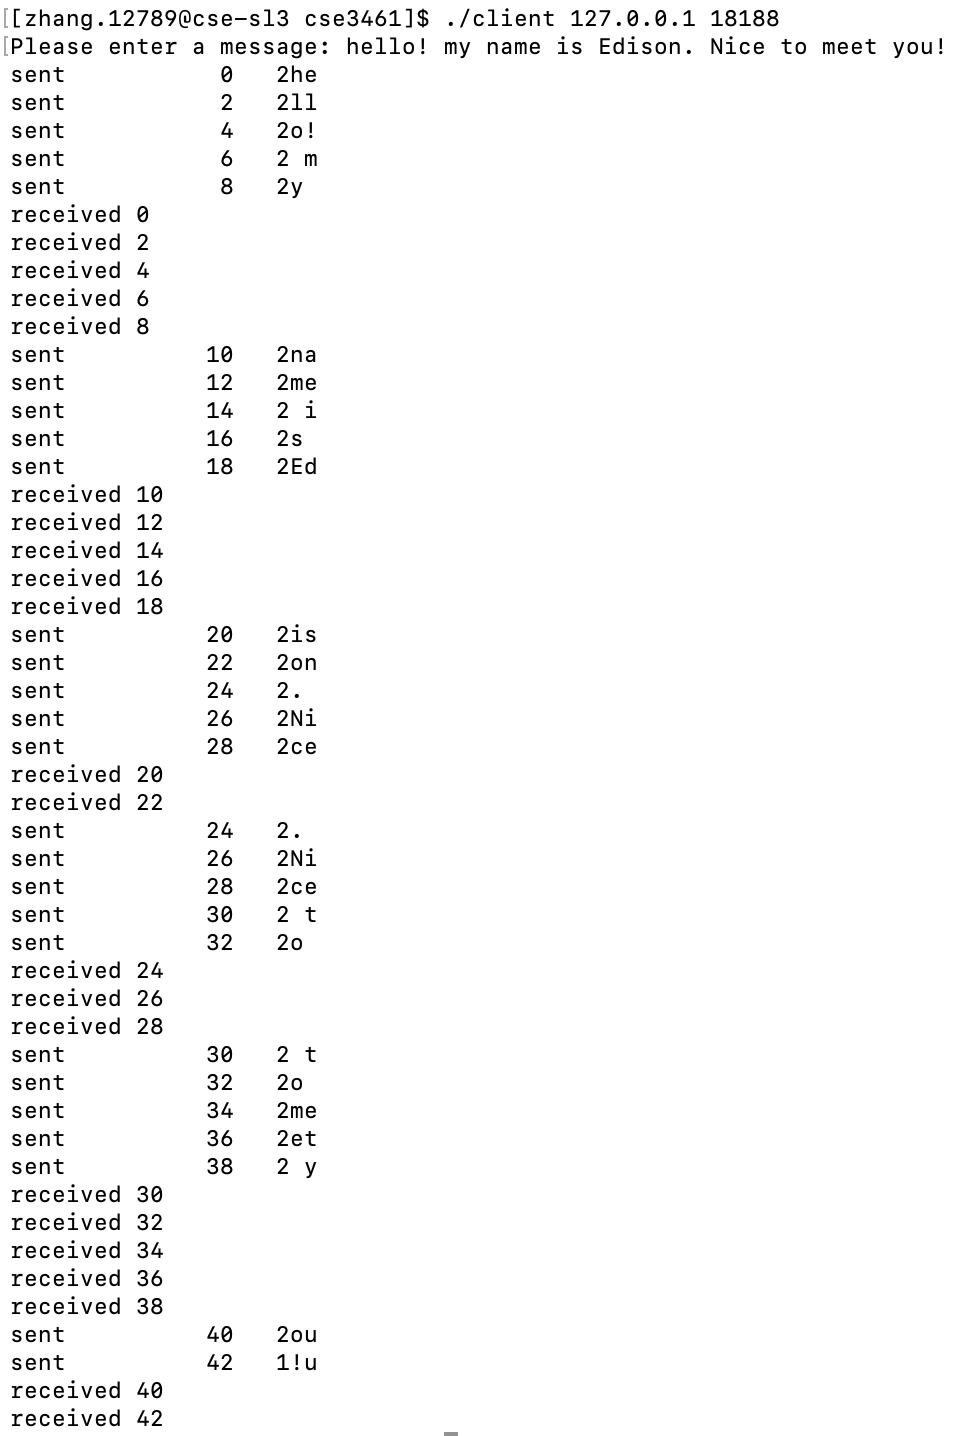 [[zhang.12789@cse-sl3 cse3461]$ ./client 127.0.0.1 18188
[Please enter a message: hello! my name is Edison. Nice to meet you!
sent           0   2he
sent           2   2ll
sent           4   2o!
sent           6   2 m
sent           8   2y
received 0
received 2
received 4
received 6
received 8
sent          10   2na
sent          12   2me
sent          14   2 i
sent          16   2s
sent          18   2Ed
received 10
received 12
received 14
received 16
received 18
sent          20   2is
sent          22   2on
sent          24   2.
sent          26   2Ni
sent          28   2ce
received 20
received 22
sent          24   2.
sent          26   2Ni
sent          28   2ce
sent          30   2 t
sent          32   2o
received 24
received 26
received 28
sent          30   2 t
sent          32   2o
sent          34   2me
sent          36   2et
sent          38   2 y
received 30
received 32
received 34
received 36
received 38
sent          40   2ou
sent          42   1!u
received 40
received 42